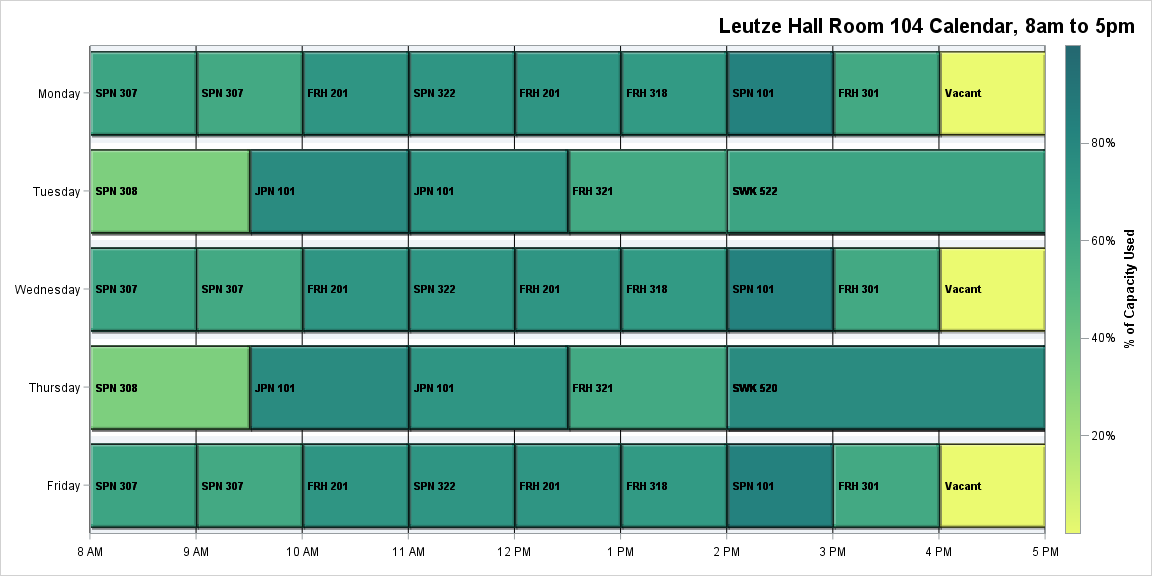 Leutze Hall Room 104 Calendar, 8am to 5pm
Monday
SPN 307
SPN 307
FRH 201
SPN 322
FRH 201
FRH 318
SPN 101
FRH 301
Vacant
Tuesday
SPN 308
JPN 101
JPN 101
FRH 321
SWK 522
Wednesday
SPN 307
SPN 307
FRH 201
SPN 322
FRH 201
FRH 318
SPN 101
FRH 301
Vacant
Thursday
SPN 308
JPN 101
JPN 101
FRH 321
SWK 520
Friday
SPN 307
SPN 307
FRH 201
SPN 322
FRH 201
FRH 318
SPN 101
FRH 301
Vacant
8 AM
9 AM
10 AM
11 AM
12 PM
1 PM
2 PM
3 PM
4 PM
5 PM
80%
60%
40%
20%
% of Capacity Used